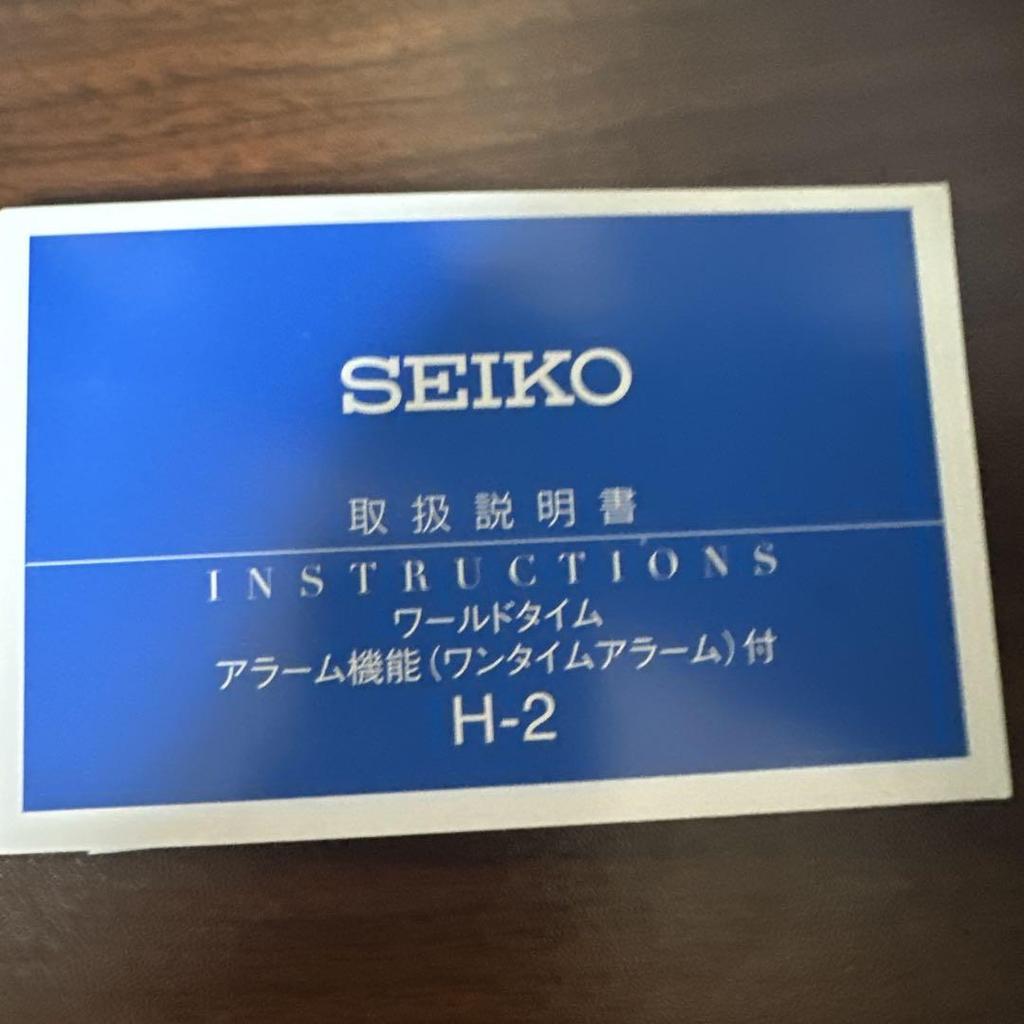 SEIKO
取扱説明書
INSTRUCTIONS
ワールドタイム
アラーム機能(ワンタイムアラーム)付
H-2